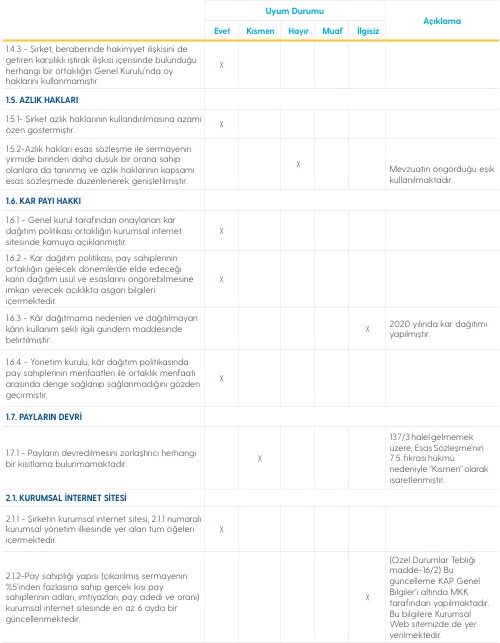 Uyum Durumu
Açıklama
Evet Kısmen Hayır Muaf İlgisiz
1.4.3 - Şirket, beraberinde hakimiyet ilişkisini de
getiren karşılıklı iştirak ilişkisi içerisinde bulunduğu
herhangi bir ortaklığın Genel Kurulu'nda oy
haklarını kullanmamıştır.
X
1.5. AZLIK HAKLARI
1.5.1- Şirket azlık haklarının kullandırılmasına azami
özen göstermiştir.
X
1.5.2-Azlık hakları esas sözleşme ile sermayenin
yirmide birinden daha düşük bir orana sahip
olanlara da tanınmış ve azlık haklarının kapsamı
esas sözleşmede düzenlenerek genişletilmiştir.
X
Mevzuatın öngördüğü eşik
kullanılmaktadır.
1.6. KAR PAYI HAKKI
1.6.1 - Genel kurul tarafından onaylanan kar
dağıtım politikası ortaklığın kurumsal internet
sitesinde kamuya açıklanmıştır.
X
1.6.2 - Kar dağıtım politikası, pay sahiplerinin
ortaklığın gelecek dönemlerde elde edeceği
karın dağıtım usul ve esaslarını öngörebilmesine
imkan verecek açıklıkta asgari bilgileri
içermektedir.
X
1.6.3 - Kâr dağıtmama nedenleri ve dağıtılmayan
kârın kullanım şekli ilgili gündem maddesinde
belirtilmiştir.
X
2020 yılında kar dağıtımı
yapılmıştır.
1.6.4 - Yönetim kurulu, kâr dağıtım politikasında
pay sahiplerinin menfaatleri ile ortaklık menfaati
arasında denge sağlanıp sağlanmadığını gözden
geçirmiştir.
X
1.7. PAYLARIN DEVRİ
1.7.1 - Payların devredilmesini zorlaştırıcı herhangi
bir kısıtlama bulunmamaktadır.
X
137/3 halel gelmemek
üzere, Esas Sözleşme'nin
7.5. fıkrası hükmü
nedeniyle "Kısmen" olarak
işaretlenmiştir.
2.1. KURUMSAL İNTERNET SİTESİ
2.1.1 - Şirketin kurumsal internet sitesi, 2.1.1 numaralı
kurumsal yönetim ilkesinde yer alan tüm öğeleri
içermektedir.
X
2.1.2-Pay sahipliği yapısı (çıkarılmış sermayenin
%5'inden fazlasına sahip gerçek kişi pay
sahiplerinin adları, imtiyazları, pay adedi ve oranı)
kurumsal internet sitesinde en az 6 ayda bir
güncellenmektedir.
X
(Özel Durumlar Tebliği
madde-16/2) Bu
güncelleme KAP Genel
Bilgiler'i altında MKK
tarafından yapılmaktadır.
Bu bilgilere Kurumsal
Web sitemizde de yer
verilmektedir.